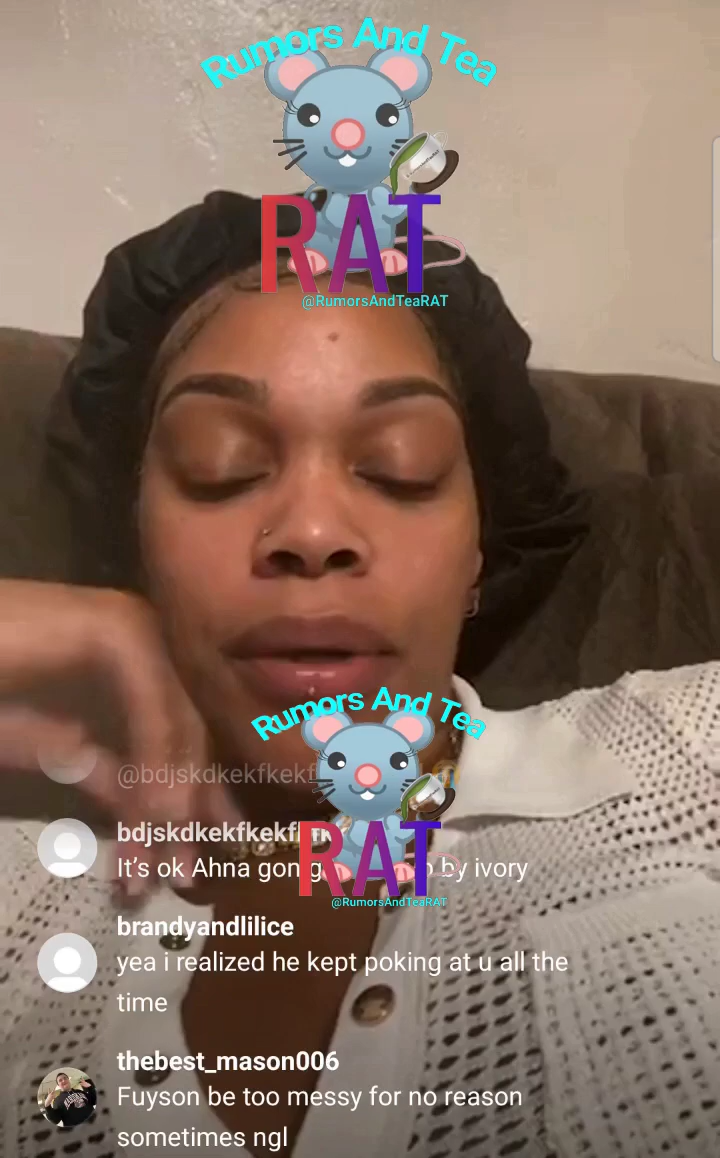 Rumors And Tea
RAT
@RumorsAndTeaRAT
Rumors And Tea
@bdjskdkekfkekf
bdjskdkekfkekf
RAT
It’s ok Ahna gon by ivory
@RumorsAndTeaRAT
brandyandlilice
yea i realized he kept poking at u all the
time
thebest_mason006
Fuyson be too messy for no reason
sometimes ngl